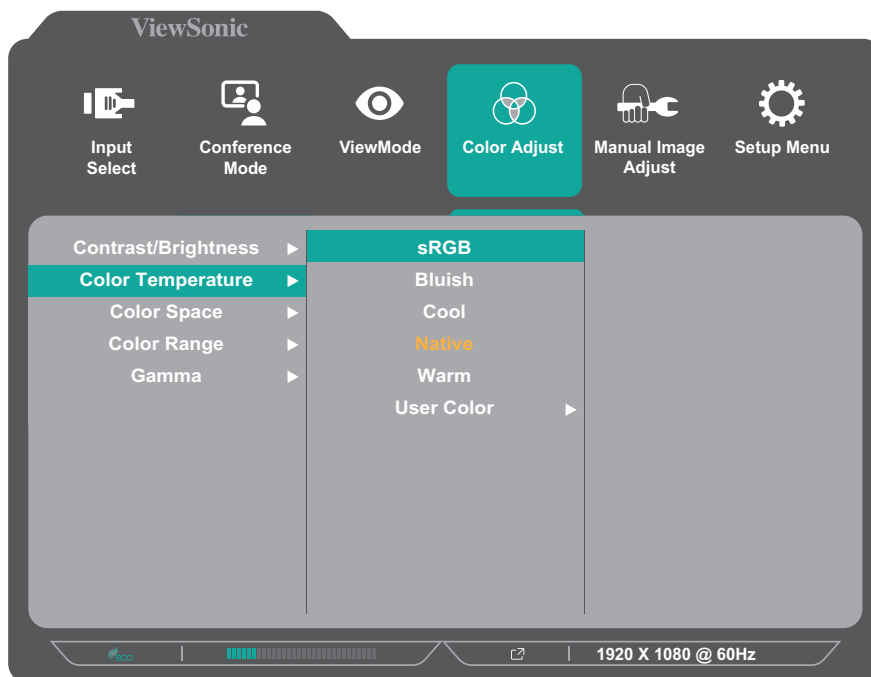 ViewSonic
Input Select
Conference Mode
ViewMode
Color Adjust
Manual Image Adjust
Setup Menu
Contrast/Brightness
Color Temperature
Color Space
Color Range
Gamma
sRGB
Bluish
Cool
Native
Warm
User Color
eco
1920 X 1080 @ 60Hz